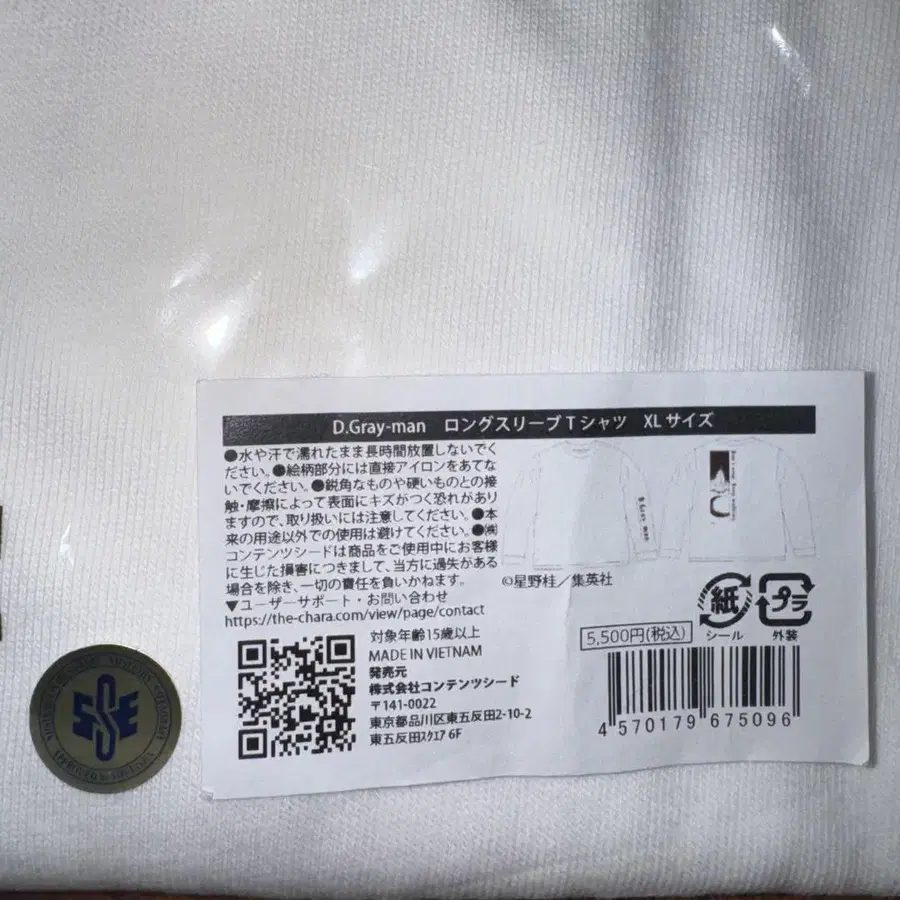 D.Gray-man ロングスリーブTシャツ XLサイズ
●水や汗で濡れたまま長時間放置しないでく
ださい。●絵柄部分には直接アイロンをあてな
いでください。●鋭角なものや硬いものとの接
触・摩擦によって表面にキズがつく恐れがあり
ますので、取り扱いには注意してください。●本
来の用途以外での使用は避けてください。●㈱
コンテンツシードは商品をご使用中にお客様
に生じた損害につきまして、当方に過失がある
場合を除き、一切の責任を負いかねます。
▼ユーザーサポート・お問い合わせ
https://the-chara.com/view/page/contact
D.Gray-man
©星野桂／集英社
対象年齢15歳以上
MADE IN VIETNAM
発売元
株式会社コンテンツシード
〒141-0022
東京都品川区東五反田2-10-2
東五反田ｽｸｴｱ 6F
5,500円(税込)
紙
シール
プラ
外装
4 570179 675096